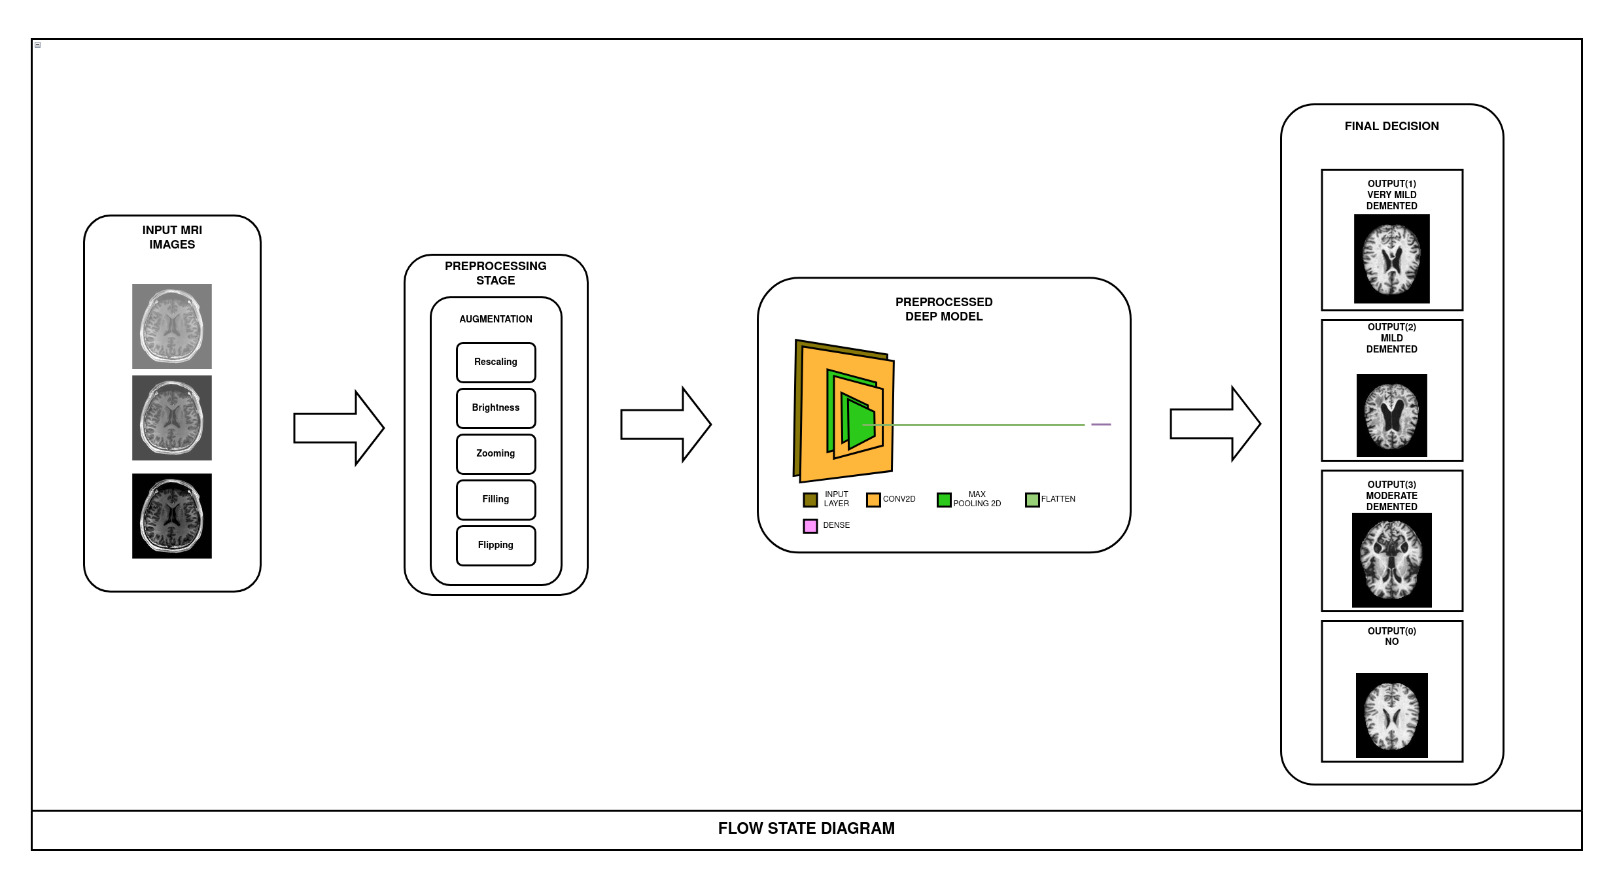 INPUT MRI
IMAGES
PREPROCESSING
STAGE
AUGMENTATION
Rescaling
Brightness
Zooming
Filling
Flipping
PREPROCESSED
DEEP MODEL
INPUT
LAYER
CONV2D
MAX
POOLING 2D
FLATTEN
DENSE
FINAL DECISION
OUTPUT(1)
VERY MILD
DEMENTED
OUTPUT(2)
MILD
DEMENTED
OUTPUT(3)
MODERATE
DEMENTED
OUTPUT(0)
NO
FLOW STATE DIAGRAM